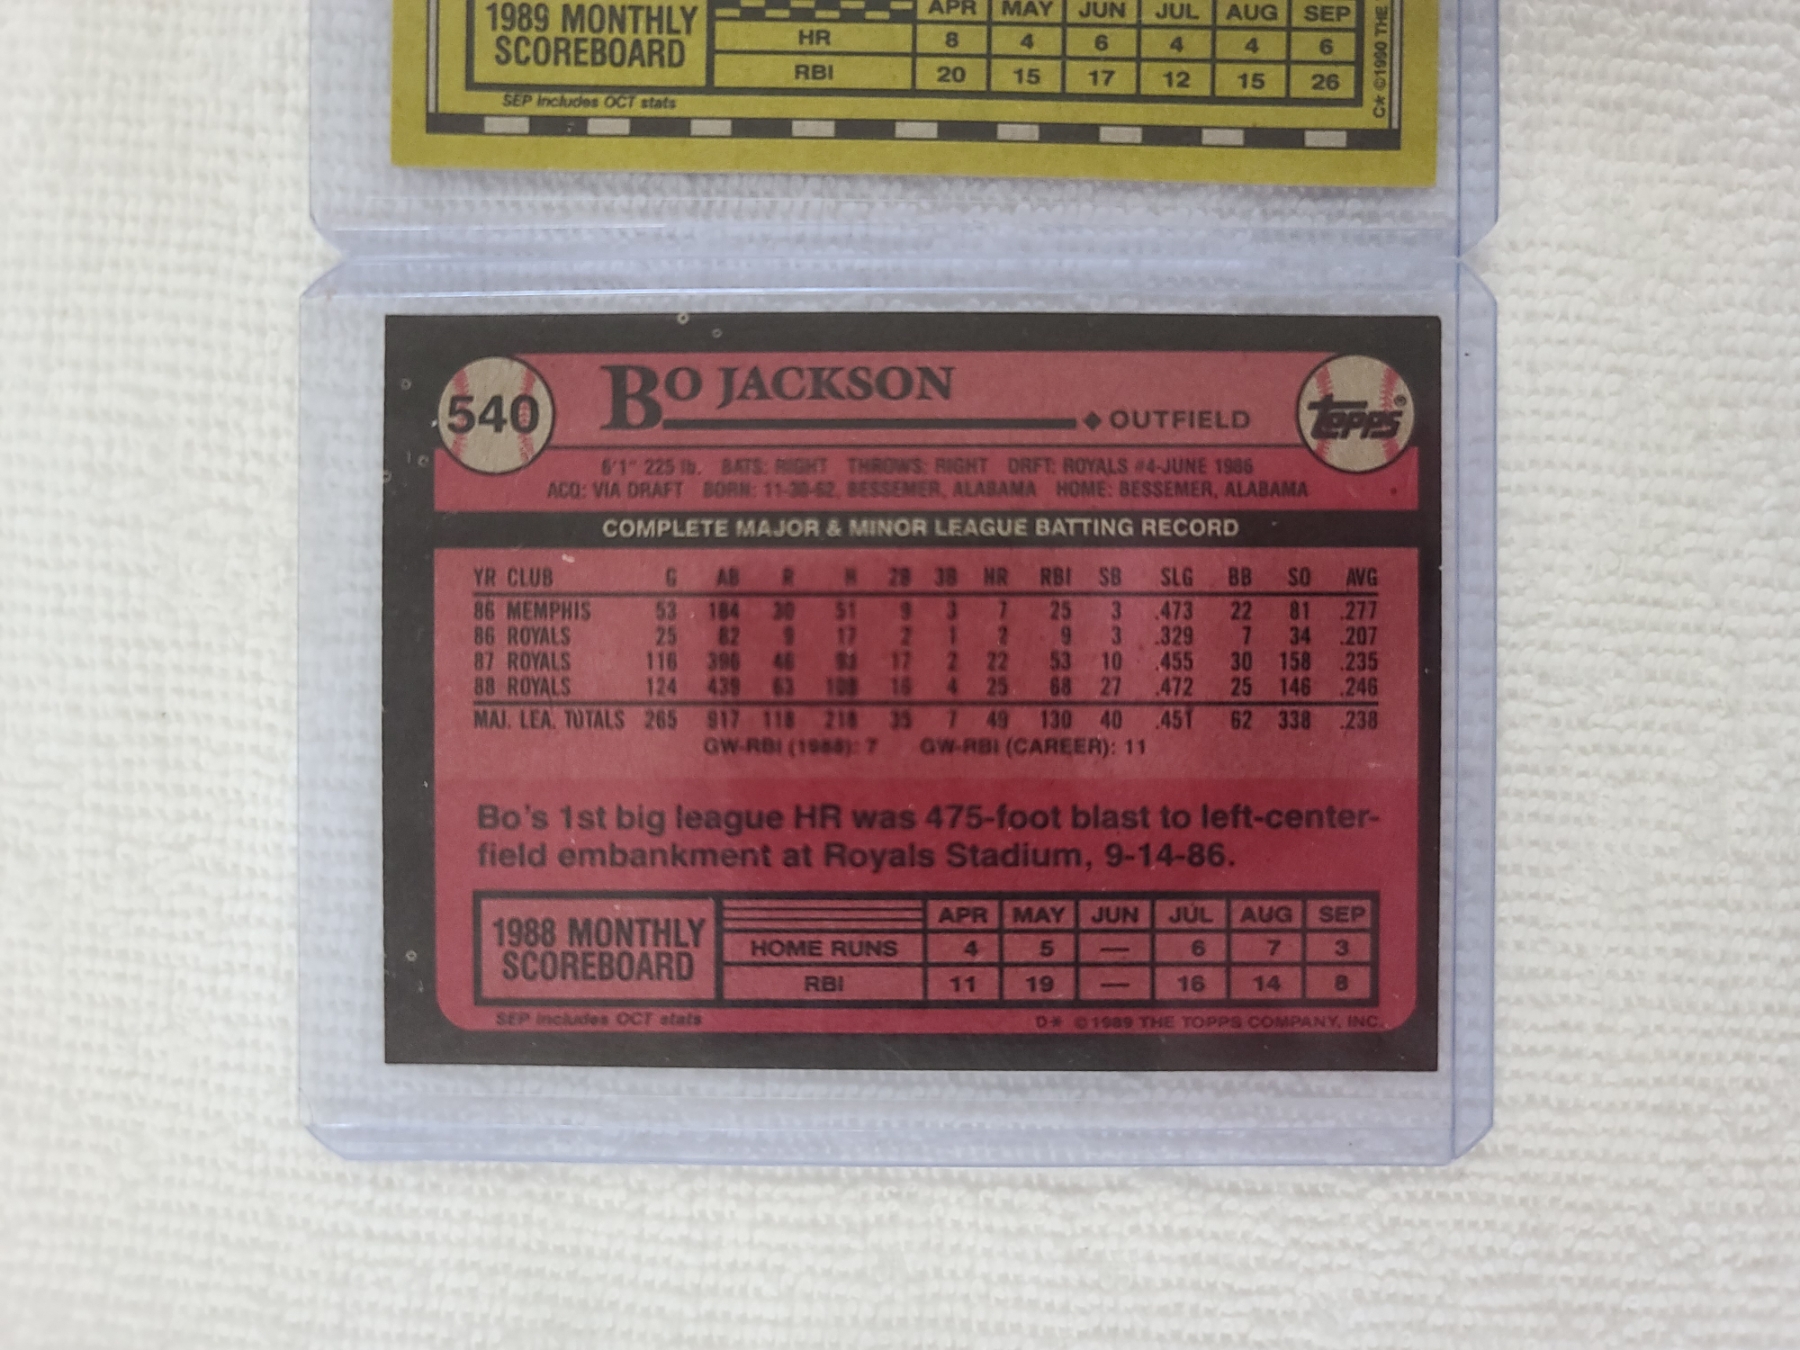 1989 MONTHLY SCOREBOARD APR MAY JUN JUL AUG SEP
HR 8 4 6 4 4 6
RBI 20 15 17 12 15 26
SEP includes OCT stats
C* ©1990 THE
540 BO JACKSON ◆ OUTFIELD TOPPS®
6'1" 225 lb. BATS: RIGHT THROWS: RIGHT DRFT: ROYALS #4-JUNE 1986
ACQ: VIA DRAFT BORN: 11-30-62, BESSEMER, ALABAMA HOME: BESSEMER, ALABAMA
COMPLETE MAJOR & MINOR LEAGUE BATTING RECORD
YR CLUB G AB R H 2B 3B HR RBI SB SLG BB SO AVG
86 MEMPHIS 53 184 30 51 9 3 7 25 3 .473 22 81 .277
86 ROYALS 25 82 9 17 2 1 2 9 3 .329 7 34 .207
87 ROYALS 116 396 46 93 17 2 22 53 10 .455 30 158 .235
88 ROYALS 124 439 63 108 16 4 25 68 27 .472 25 146 .246
MAJ. LEA. TOTALS 265 917 118 218 35 7 49 130 40 .451 62 338 .238
GW-RBI (1988): 7 GW-RBI (CAREER): 11
Bo's 1st big league HR was 475-foot blast to left-center-
field embankment at Royals Stadium, 9-14-86.
1988 MONTHLY SCOREBOARD APR MAY JUN JUL AUG SEP
HOME RUNS 4 5 — 6 7 3
RBI 11 19 — 16 14 8
SEP includes OCT stats D* ©1989 THE TOPPS COMPANY, INC.